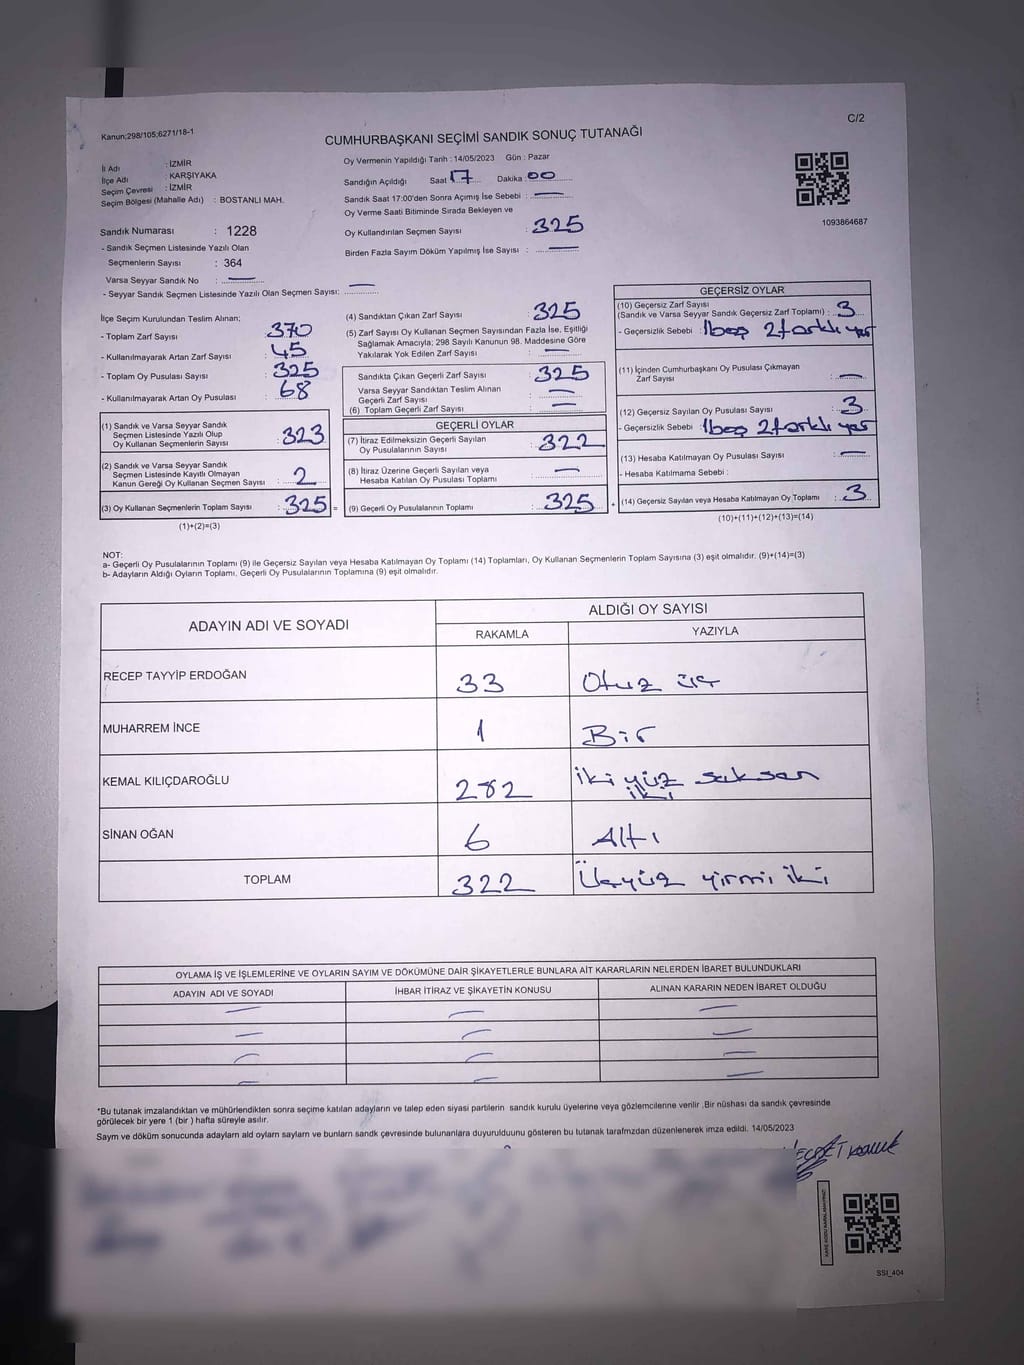 Kanun;298/105;6271/18-1
C/2
CUMHURBAŞKANI SEÇİMİ SANDIK SONUÇ TUTANAĞI
İl Adı : İZMİR
İlçe Adı : KARŞIYAKA
Seçim Çevresi : İZMİR
Seçim Bölgesi (Mahalle Adı) : BOSTANLI MAH.
Oy Vermenin Yapıldığı Tarih : 14/05/2023 Gün : Pazar
Sandığın Açıldığı Saat 17 Dakika : 00
Sandık Saat 17:00'den Sonra Açımış İse Sebebi : —
Oy Verme Saati Bitiminde Sırada Bekleyen ve
Oy Kullandırılan Seçmen Sayısı : 325
Birden Fazla Sayım Döküm Yapılmış İse Sayısı : —
1093864687
Sandık Numarası : 1228
- Sandık Seçmen Listesinde Yazılı Olan
Seçmenlerin Sayısı : 364
Varsa Seyyar Sandık No : —
- Seyyar Sandık Seçmen Listesinde Yazılı Olan Seçmen Sayısı: —
İlçe Seçim Kurulundan Teslim Alınan;
- Toplam Zarf Sayısı : 370
- Kullanılmayarak Artan Zarf Sayısı : 45
- Toplam Oy Pusulası Sayısı : 325
- Kullanılmayarak Artan Oy Pusulası : 68
(1) Sandık ve Varsa Seyyar Sandık
Seçmen Listesinde Yazılı Olup
Oy Kullanan Seçmenlerin Sayısı : 323
(2) Sandık ve Varsa Seyyar Sandık
Seçmen Listesinde Kayıtlı Olmayan
Kanun Gereği Oy Kullanan Seçmen Sayısı : 2
(3) Oy Kullanan Seçmenlerin Toplam Sayısı : 325 =
(1)+(2)=(3)
(4) Sandıktan Çıkan Zarf Sayısı : 325
(5) Zarf Sayısı Oy Kullanan Seçmen Sayısından Fazla İse, Eşitliği
Sağlamak Amacıyla; 298 Sayılı Kanunun 98. Maddesine Göre
Yakılarak Yok Edilen Zarf Sayısı : —
Sandıkta Çıkan Geçerli Zarf Sayısı : 325
Varsa Seyyar Sandıktan Teslim Alınan
Geçerli Zarf Sayısı : —
(6) Toplam Geçerli Zarf Sayısı : —
GEÇERLİ OYLAR
(7) İtiraz Edilmeksizin Geçerli Sayılan
Oy Pusulalarının Sayısı : 322
(8) İtiraz Üzerine Geçerli Sayılan veya
Hesaba Katılan Oy Pusulası Toplamı : —
(9) Geçerli Oy Pusulalarının Toplamı : 325 +
GEÇERSİZ OYLAR
(10) Geçersiz Zarf Sayısı
(Sandık ve Varsa Seyyar Sandık Geçersiz Zarf Toplamı) : 3
- Geçersizlik Sebebi : 1 boş 2 farklı yer
(11) İçinden Cumhurbaşkanı Oy Pusulası Çıkmayan
Zarf Sayısı : —
(12) Geçersiz Sayılan Oy Pusulası Sayısı : 3
- Geçersizlik Sebebi : 1 boş 2 farklı yer
(13) Hesaba Katılmayan Oy Pusulası Sayısı : —
- Hesaba Katılmama Sebebi :
(14) Geçersiz Sayılan veya Hesaba Katılmayan Oy Toplamı : 3
(10)+(11)+(12)+(13)=(14)
NOT:
a- Geçerli Oy Pusulalarının Toplamı (9) ile Geçersiz Sayılan veya Hesaba Katılmayan Oy Toplamı (14) Toplamları, Oy Kullanan Seçmenlerin Toplam Sayısına (3) eşit olmalıdır. (9)+(14)=(3)
b- Adayların Aldığı Oyların Toplamı, Geçerli Oy Pusulalarının Toplamına (9) eşit olmalıdır.
ADAYIN ADI VE SOYADI
ALDIĞI OY SAYISI
RAKAMLA YAZIYLA
RECEP TAYYİP ERDOĞAN 33 Otuz üç
MUHARREM İNCE 1 Bir
KEMAL KILIÇDAROĞLU 282 iki yüz seksen
iki
SİNAN OĞAN 6 Altı
TOPLAM 322 Üçyüz yirmi iki
OYLAMA İŞ VE İŞLEMLERİNE VE OYLARIN SAYIM VE DÖKÜMÜNE DAİR ŞİKAYETLERLE BUNLARA AİT KARARLARIN NELERDEN İBARET BULUNDUKLARI
ADAYIN ADI VE SOYADI İHBAR İTİRAZ VE ŞİKAYETİN KONUSU ALINAN KARARIN NEDEN İBARET OLDUĞU
— — —
— — —
— — —
— — —
*Bu tutanak imzalandıktan ve mühürlendikten sonra seçime katılan adayların ve talep eden siyasi partilerin sandık kurulu üyelerine veya gözlemcilerine verilir .Bir nüshası da sandık çevresinde
görülecek bir yere 1 (bir ) hafta süreyle asılır.
Sayım ve döküm sonucunda adayların ald oyların sayları ve bunların sandk çevresinde bulunanlara duyurulduunu gösteren bu tutanak tarafmzdan düzenlenerek imza edildi. 14/05/2023
SSI_404